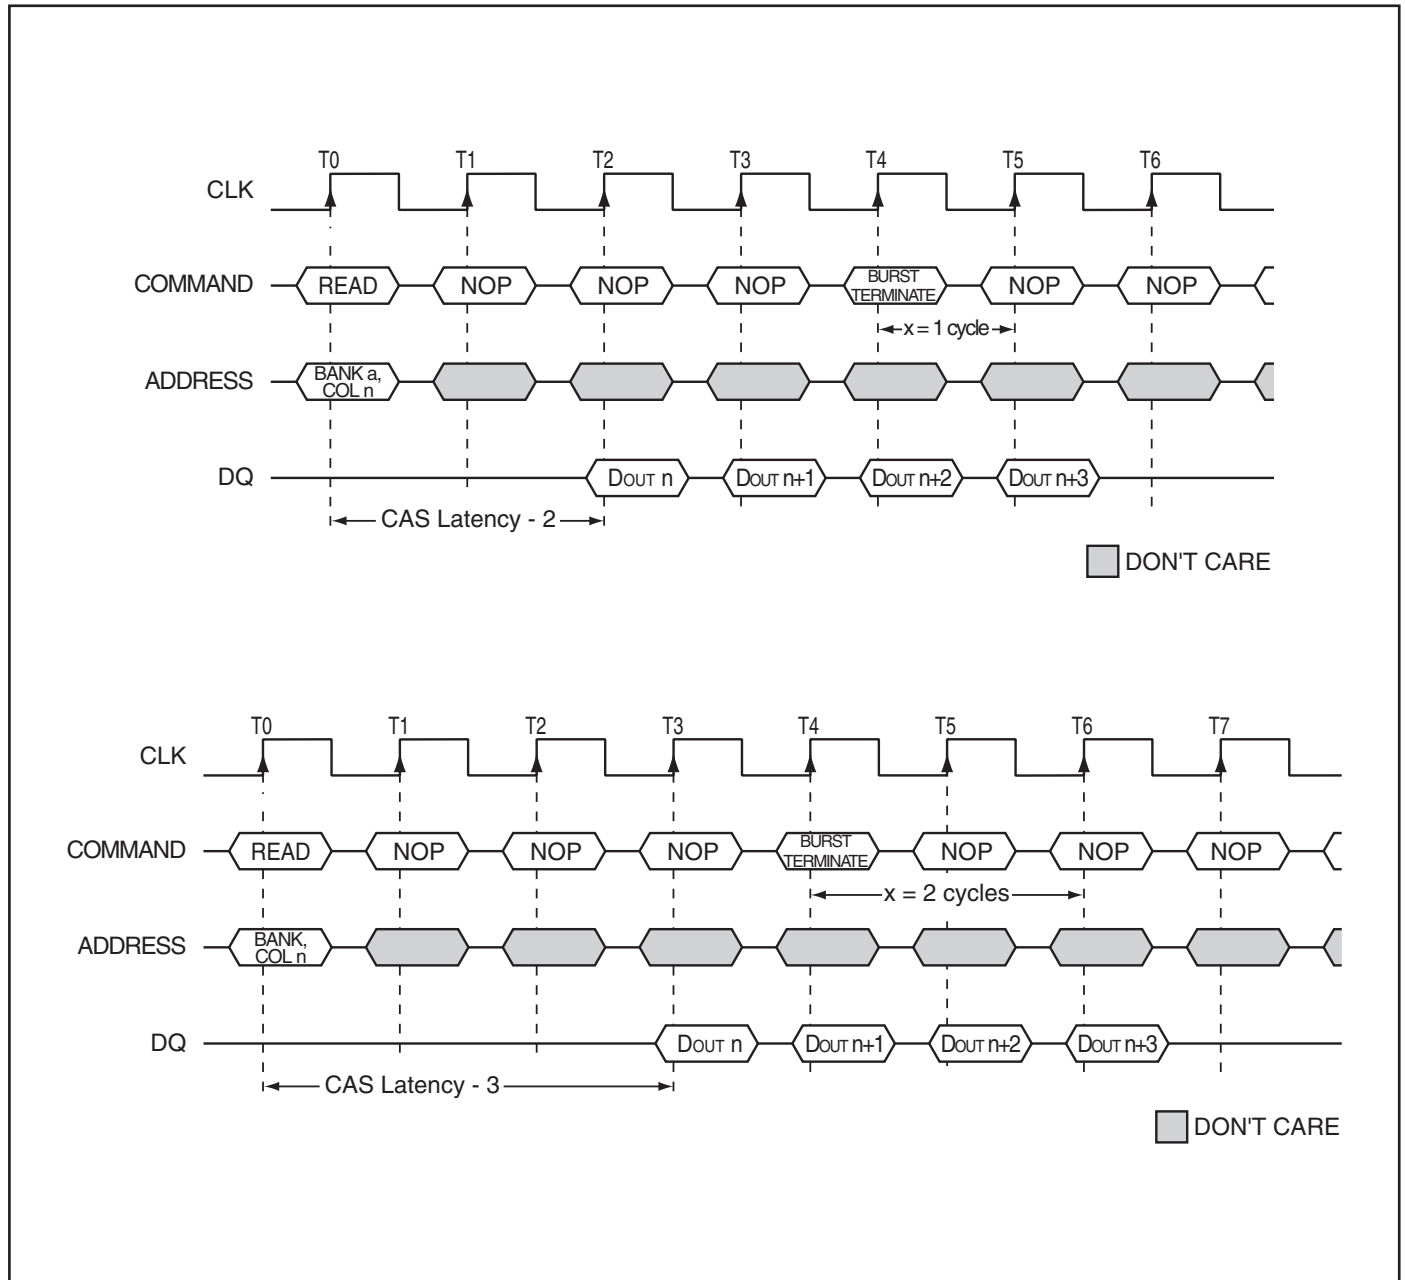 T0 T1 T2 T3 T4 T5 T6
CLK
COMMAND READ NOP NOP NOP BURST TERMINATE NOP NOP
x = 1 cycle
ADDRESS BANK a, COL n
DQ DOUT n DOUT n+1 DOUT n+2 DOUT n+3
CAS Latency - 2
DON'T CARE
T0 T1 T2 T3 T4 T5 T6 T7
CLK
COMMAND READ NOP NOP NOP BURST TERMINATE NOP NOP NOP
x = 2 cycles
ADDRESS BANK, COL n
DQ DOUT n DOUT n+1 DOUT n+2 DOUT n+3
CAS Latency - 3
DON'T CARE